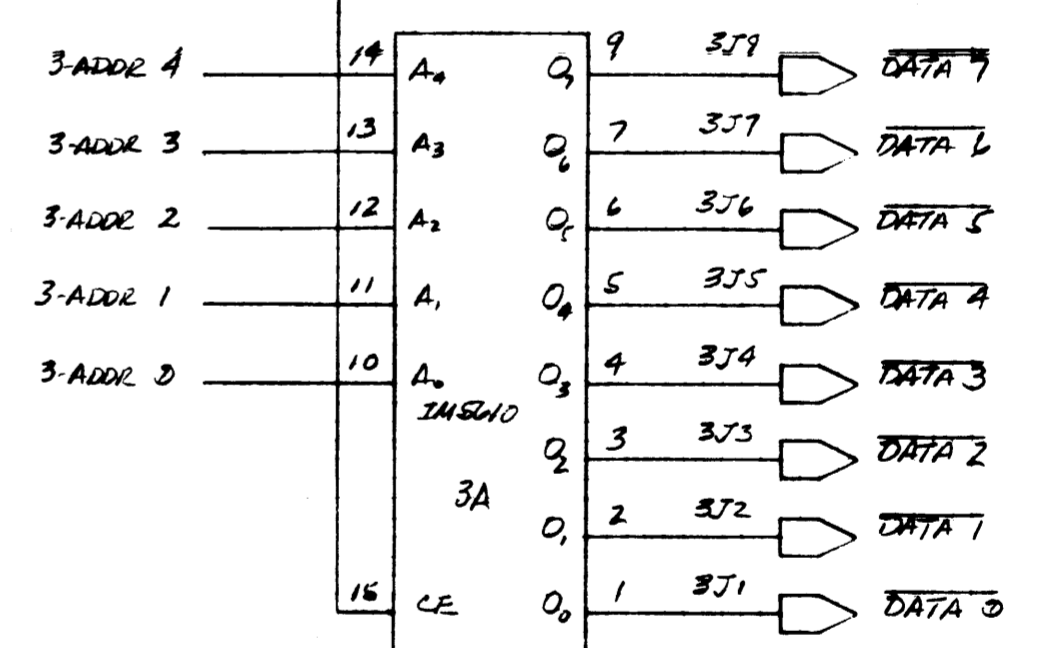 3-ADDR 4 14 A4 O7 9 3J9 DATA 7
3-ADDR 3 13 A3 O6 7 3J7 DATA 6
3-ADDR 2 12 A2 O5 6 3J6 DATA 5
3-ADDR 1 11 A1 O4 5 3J5 DATA 4
3-ADDR 0 10 A0 O3 4 3J4 DATA 3
IM5610
O2 3 3J3 DATA 2
3A
O1 2 3J2 DATA 1
15 CE O0 1 3J1 DATA 0